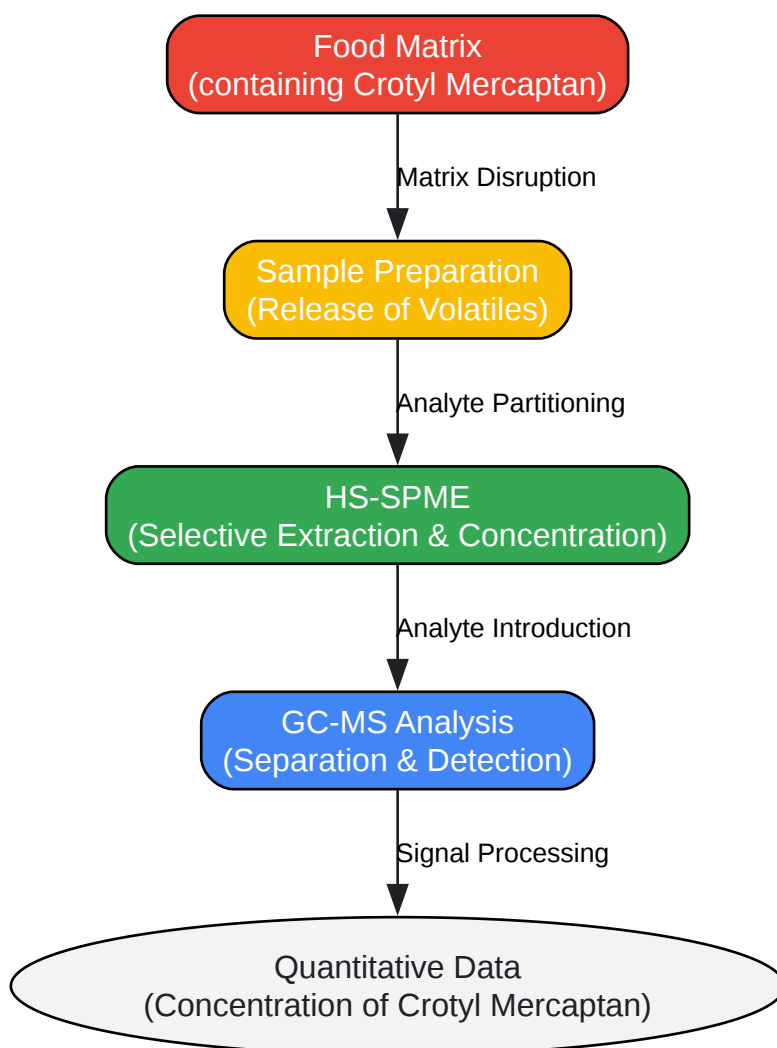 Food Matrix
(containing Crotyl Mercaptan)
Matrix Disruption
Sample Preparation
(Release of Volatiles)
Analyte Partitioning
HS-SPME
(Selective Extraction & Concentration)
Analyte Introduction
GC-MS Analysis
(Separation & Detection)
Signal Processing
Quantitative Data
(Concentration of Crotyl Mercaptan)